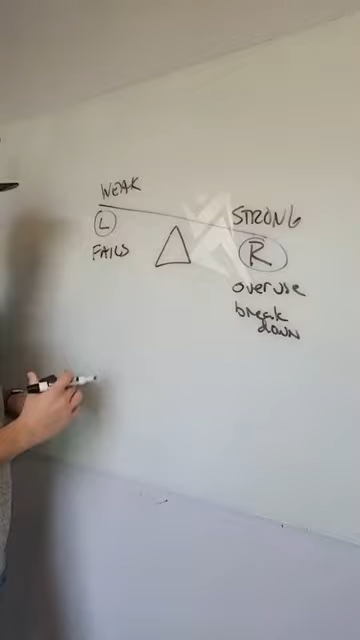 WEAK
STRONG
L
R
FAILS
overuse
break
down